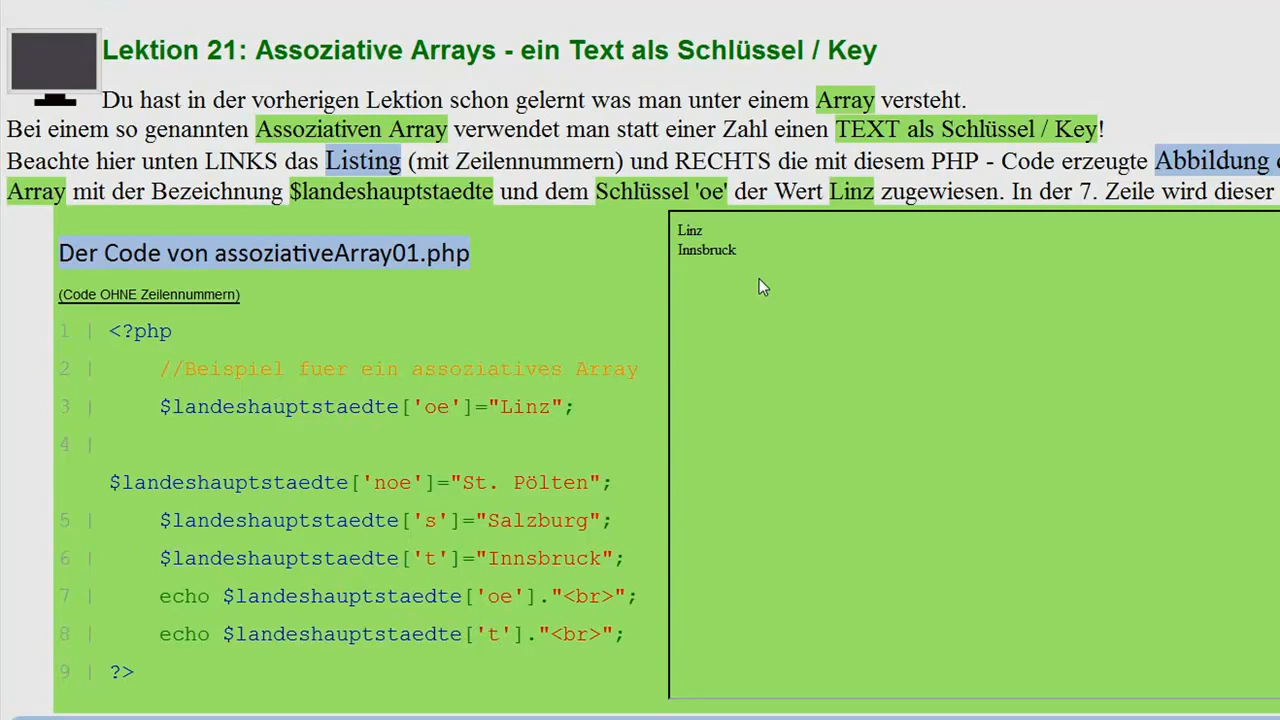 Lektion 21: Assoziative Arrays - ein Text als Schlüssel / Key
Du hast in der vorherigen Lektion schon gelernt was man unter einem Array versteht.
Bei einem so genannten Assoziativen Array verwendet man statt einer Zahl einen TEXT als Schlüssel / Key!
Beachte hier unten LINKS das Listing (mit Zeilennummern) und RECHTS die mit diesem PHP - Code erzeugte Abbildung
Array mit der Bezeichnung $landeshauptstaedte und dem Schlüssel 'oe' der Wert Linz zugewiesen. In der 7. Zeile wird dieser
Der Code von assoziativeArray01.php
(Code OHNE Zeilennummern)
1 | <?php
2 | //Beispiel fuer ein assoziatives Array
3 | $landeshauptstaedte['oe']="Linz";
4 |
$landeshauptstaedte['noe']="St. Pölten";
5 | $landeshauptstaedte['s']="Salzburg";
6 | $landeshauptstaedte['t']="Innsbruck";
7 | echo $landeshauptstaedte['oe']."<br>";
8 | echo $landeshauptstaedte['t']."<br>";
9 | ?>
Linz
Innsbruck